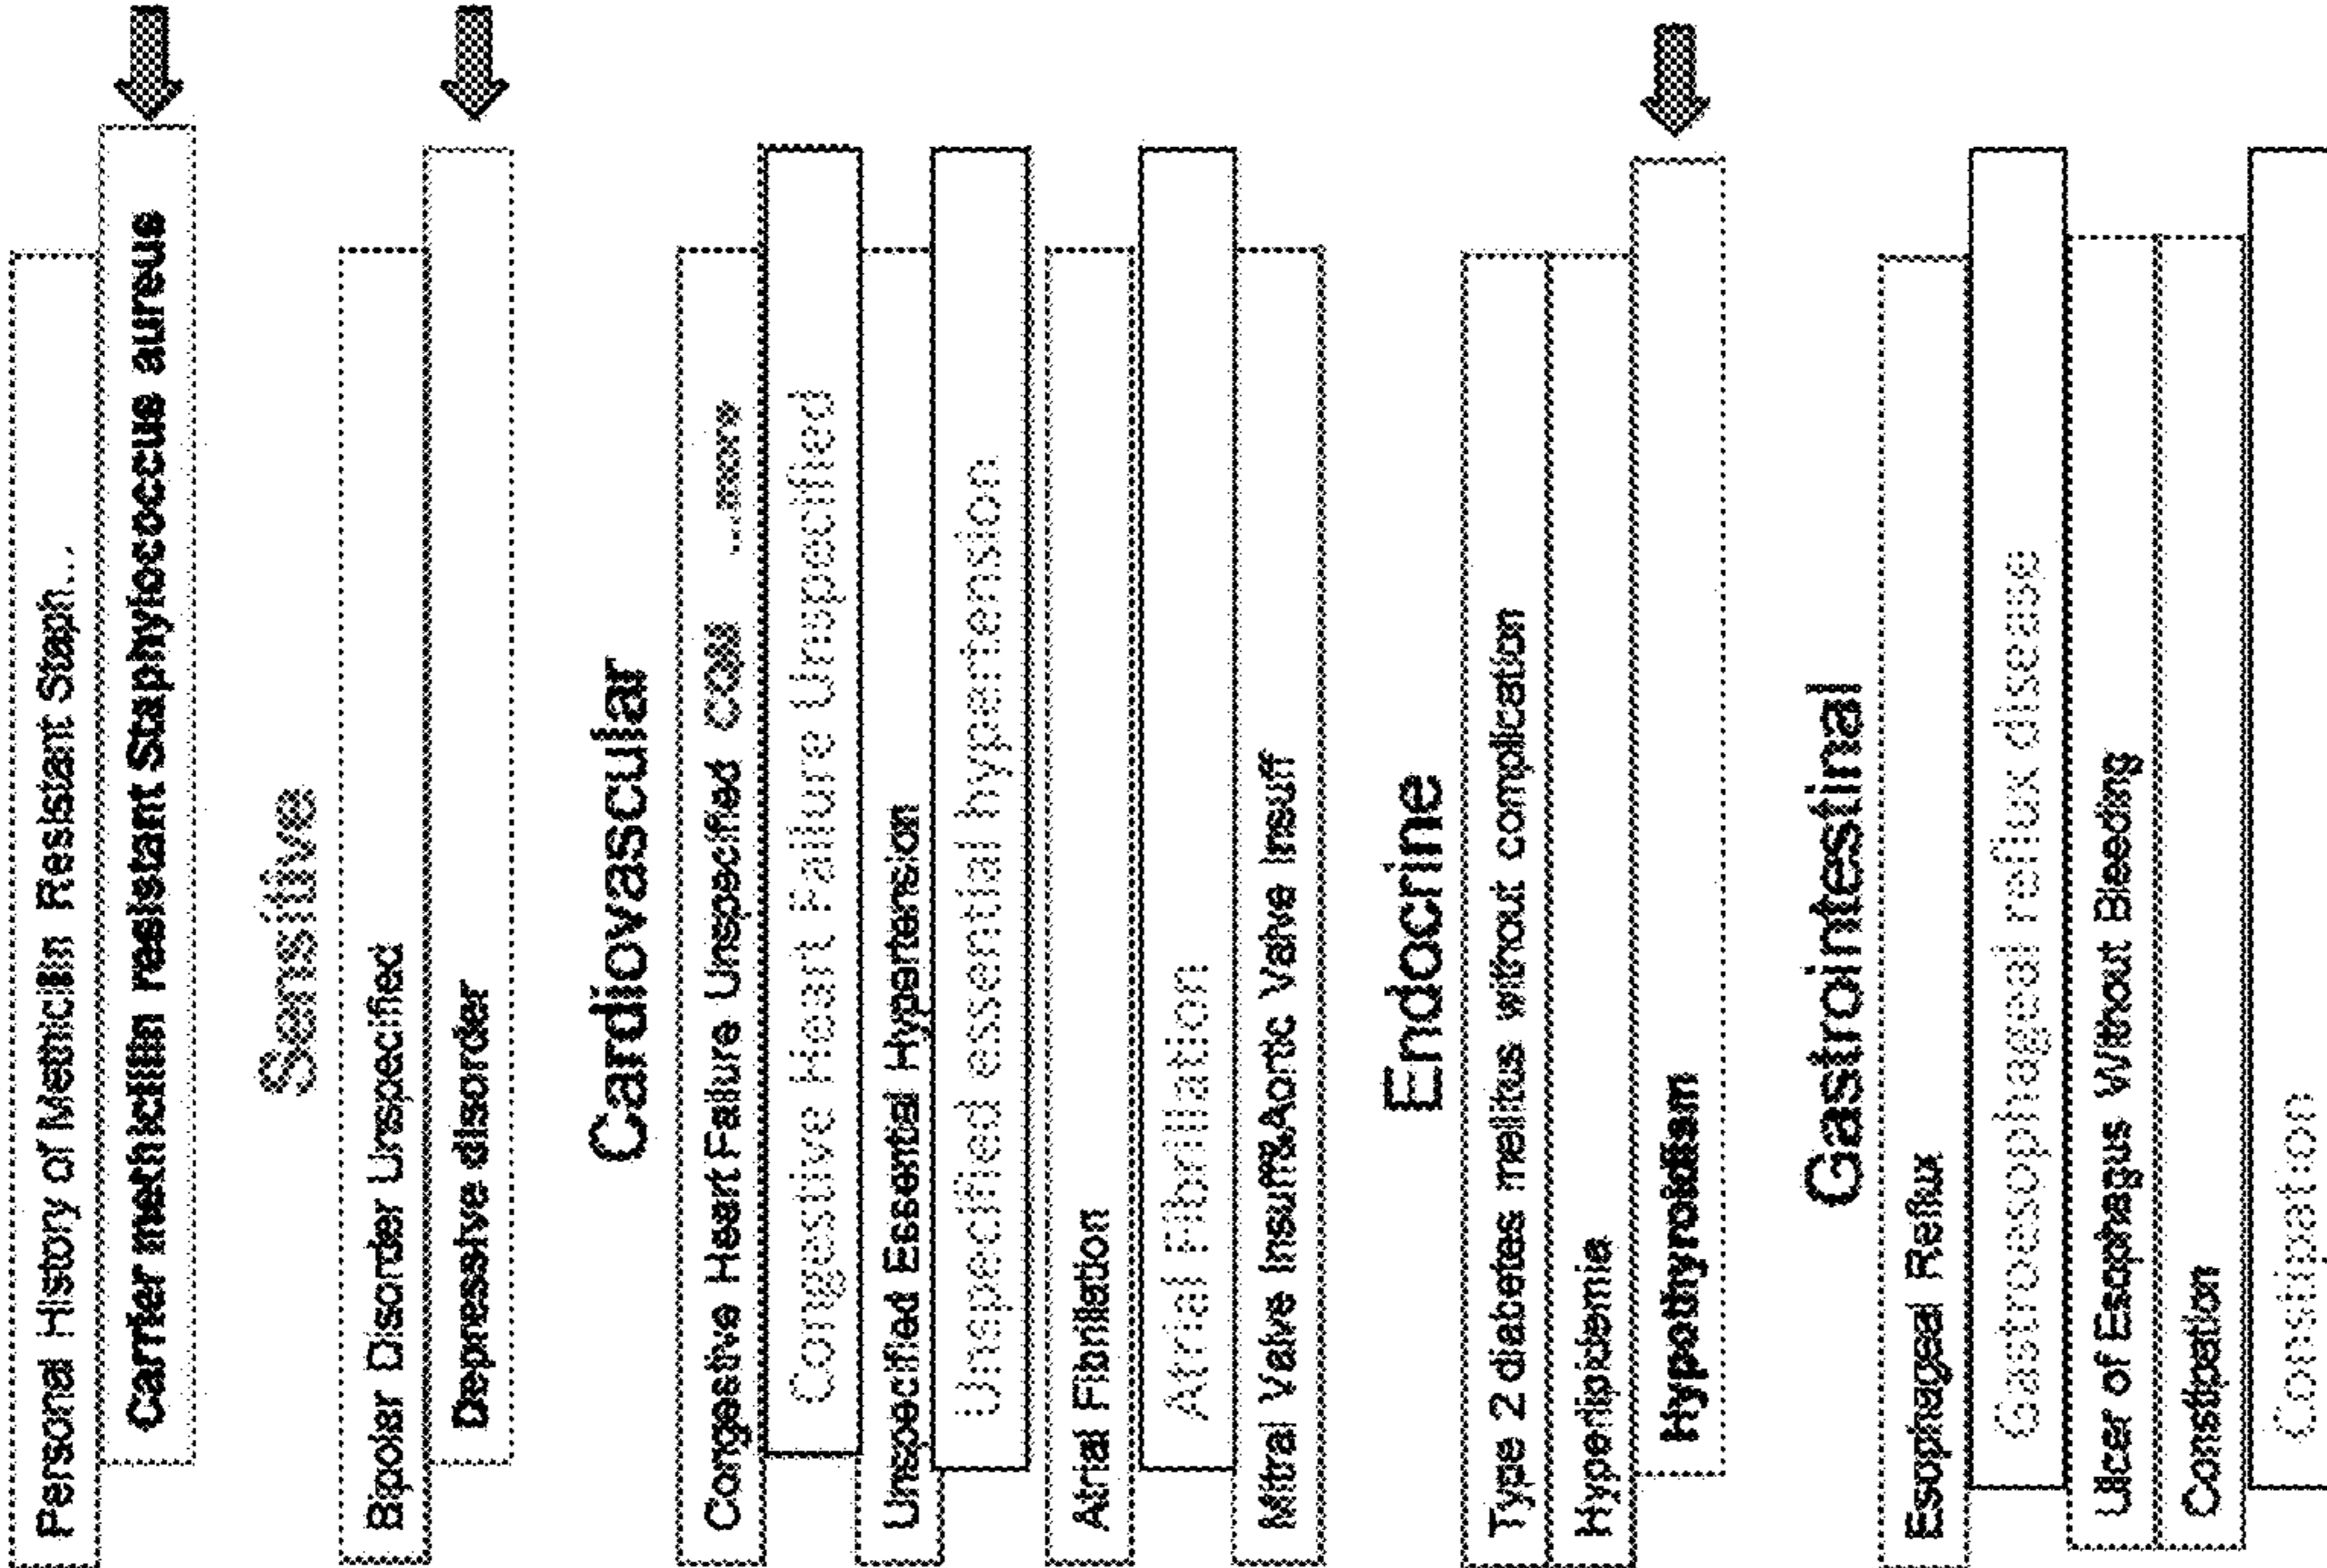 Personal History of Methicillin Resistant Staph...
Carrier methicillin resistant Staphylococcus aureus
Sensitive
Bipolar Disorder Unspecified
Depressive disorder
Cardiovascular
Congestive Heart Failure Unspecified COIL ...more
Congestive Heart Failure Unspecified
Unspecified Essential Hypertension
Unspecified essential hypertension
Atrial Fibrillation
Atrial Fibrillation
Mitral Valve Insuff&Aortic Valve Insuff
Endocrine
Type 2 diabetes mellitus without complication
Hyperlipidemia
Hypothyroidism
Gastrointestinal
Esophageal Reflux
Gastroesophageal reflux disease
Ulcer of Esophagus Without Bleeding
Constipation
Constipation